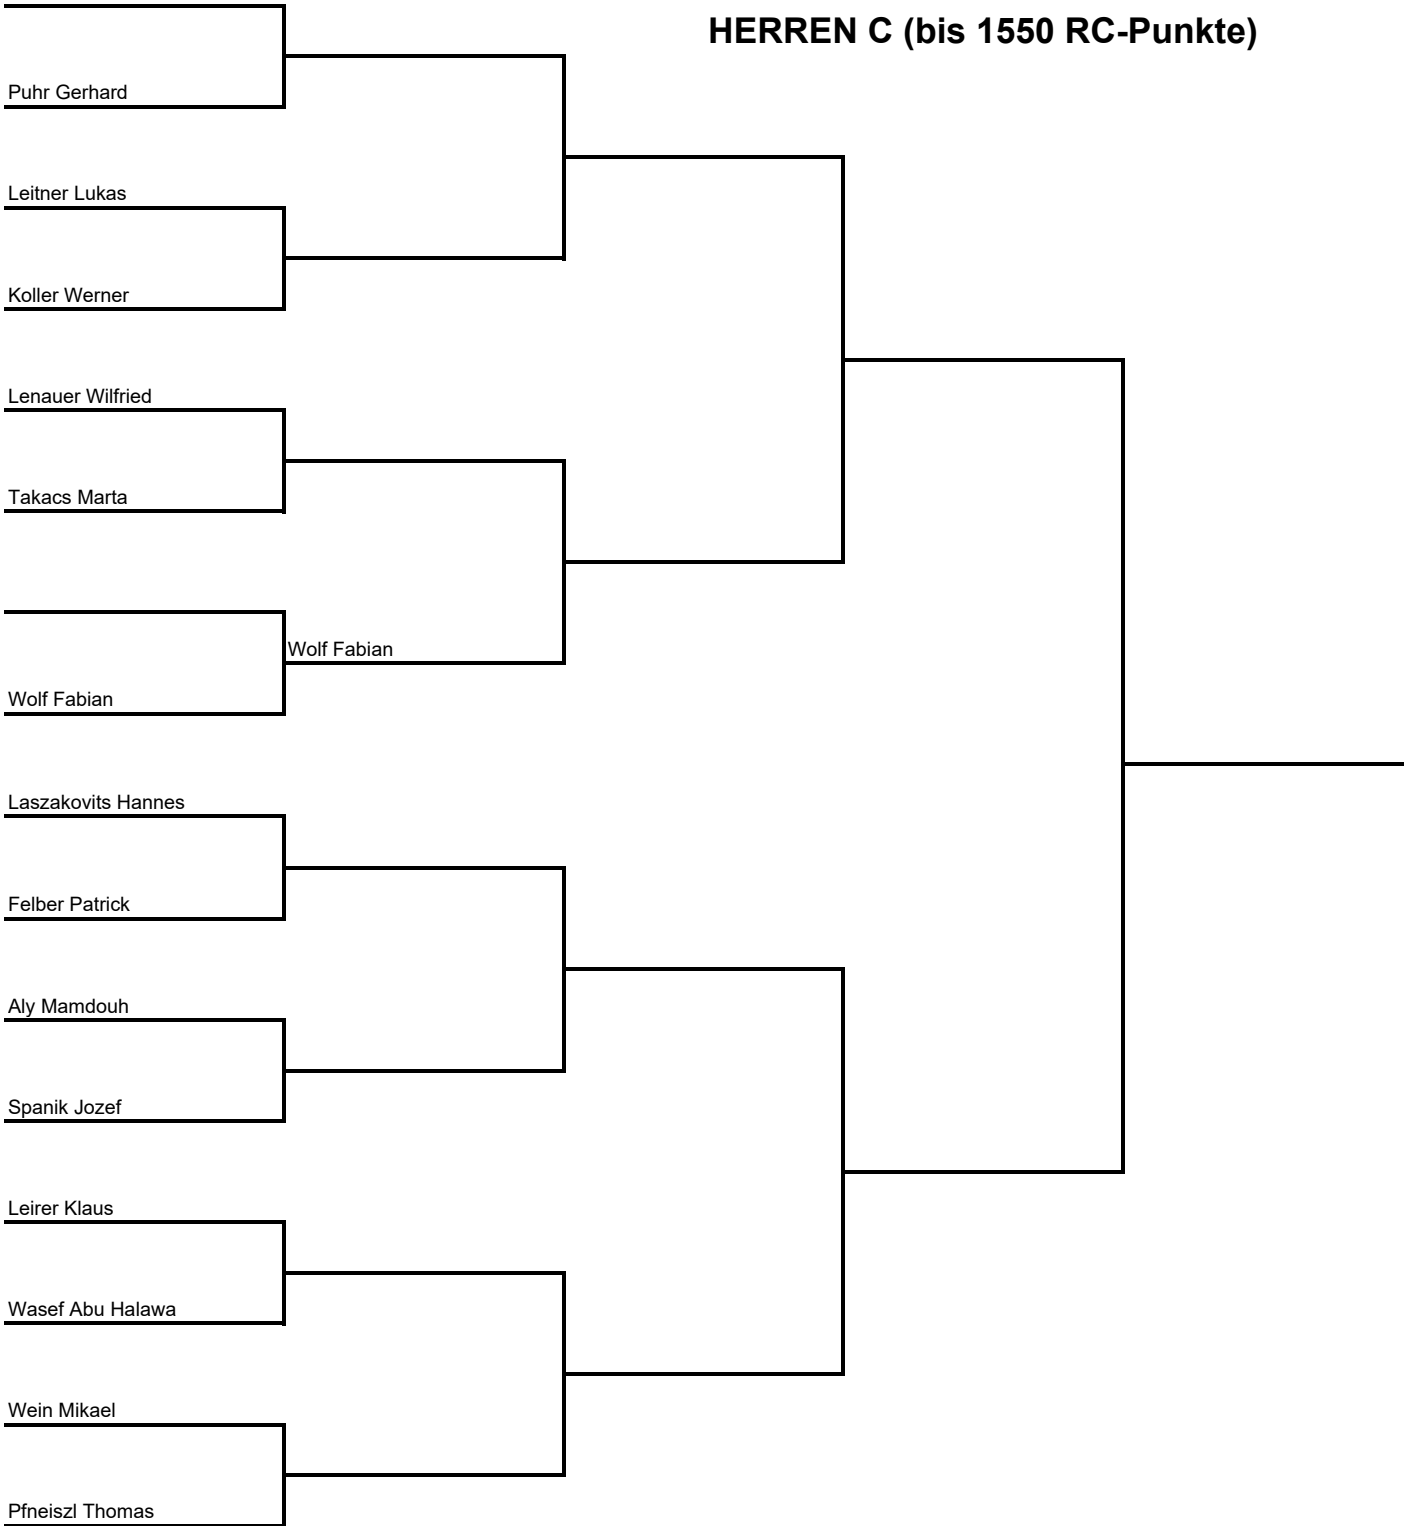 HERREN C (bis 1550 RC-Punkte)
Puhr Gerhard
Leitner Lukas
Koller Werner
Lenauer Wilfried
Takacs Marta
Wolf Fabian
Wolf Fabian
Laszakovits Hannes
Felber Patrick
Aly Mamdouh
Spanik Jozef
Leirer Klaus
Wasef Abu Halawa
Wein Mikael
Pfneiszl Thomas